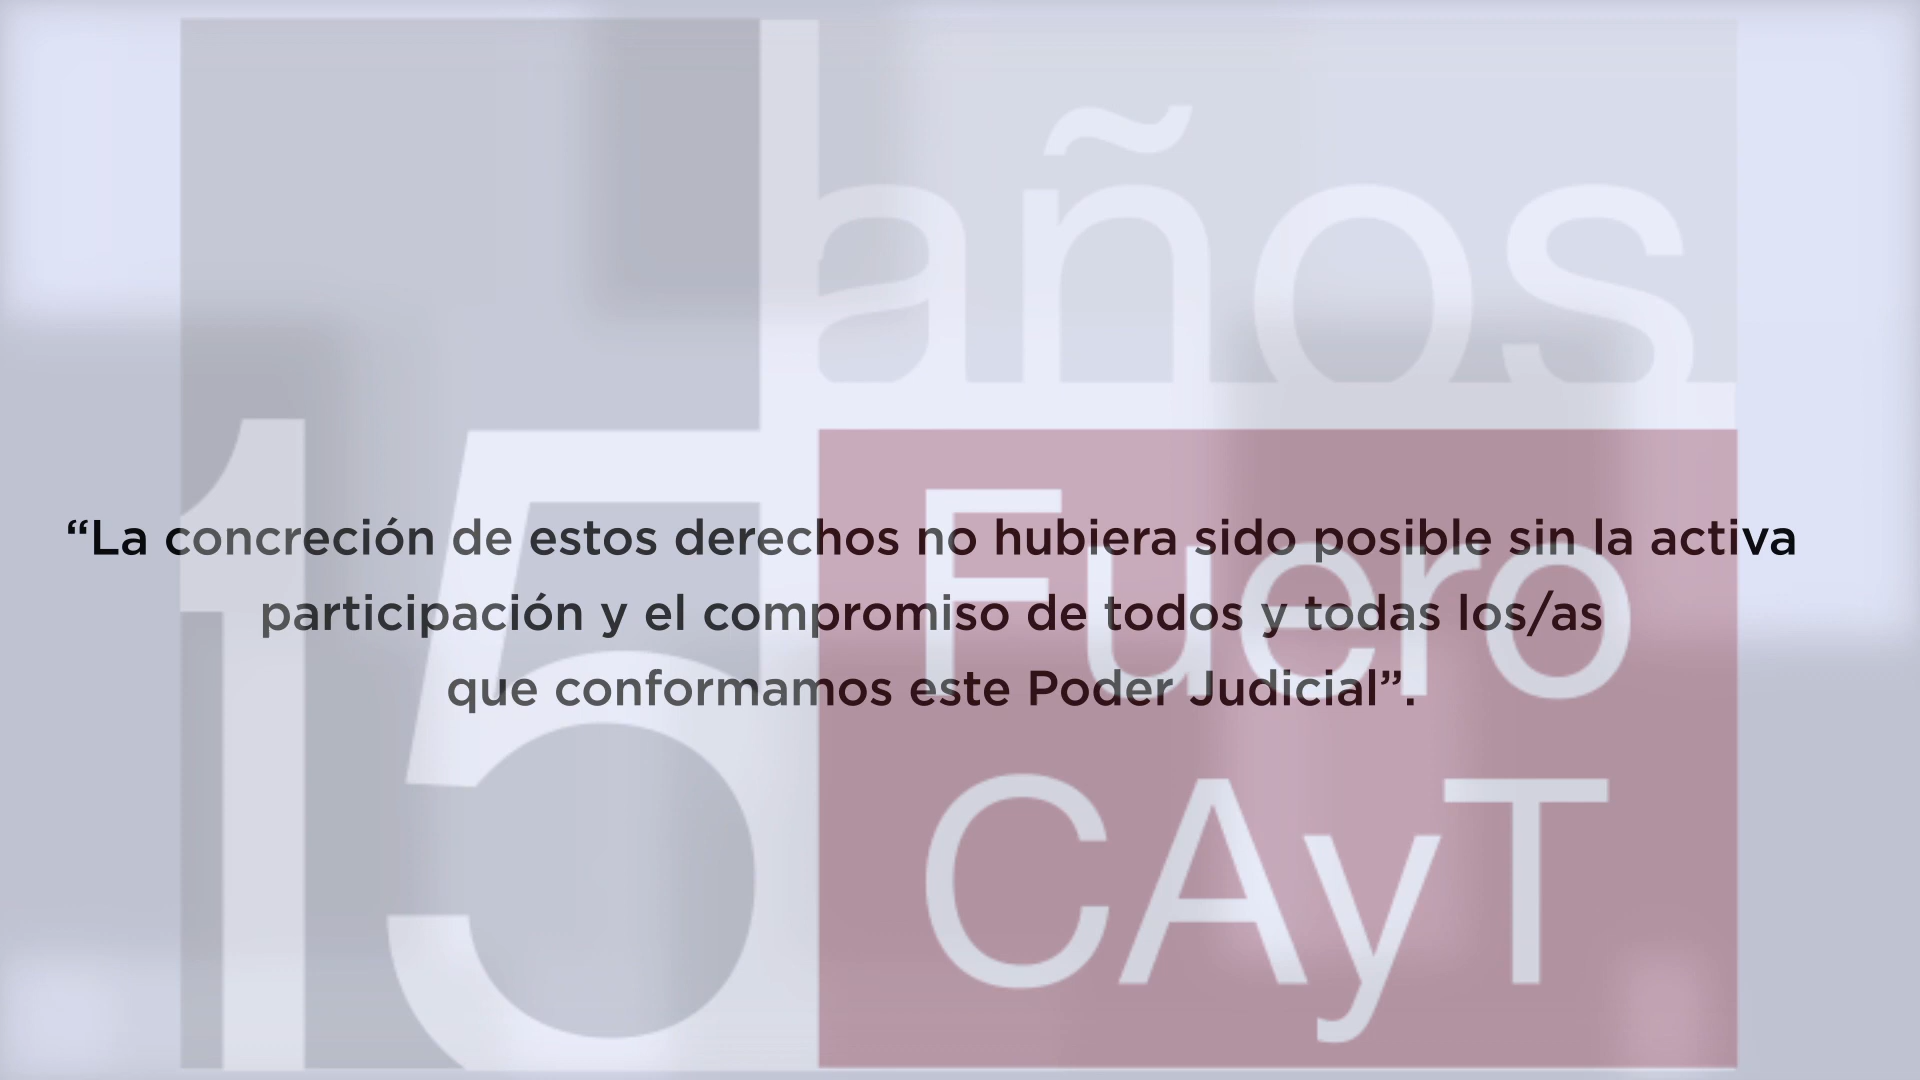 años
15
Fuero
CAyT
“La concreción de estos derechos no hubiera sido posible sin la activa
participación y el compromiso de todos y todas los/as
que conformamos este Poder Judicial”.